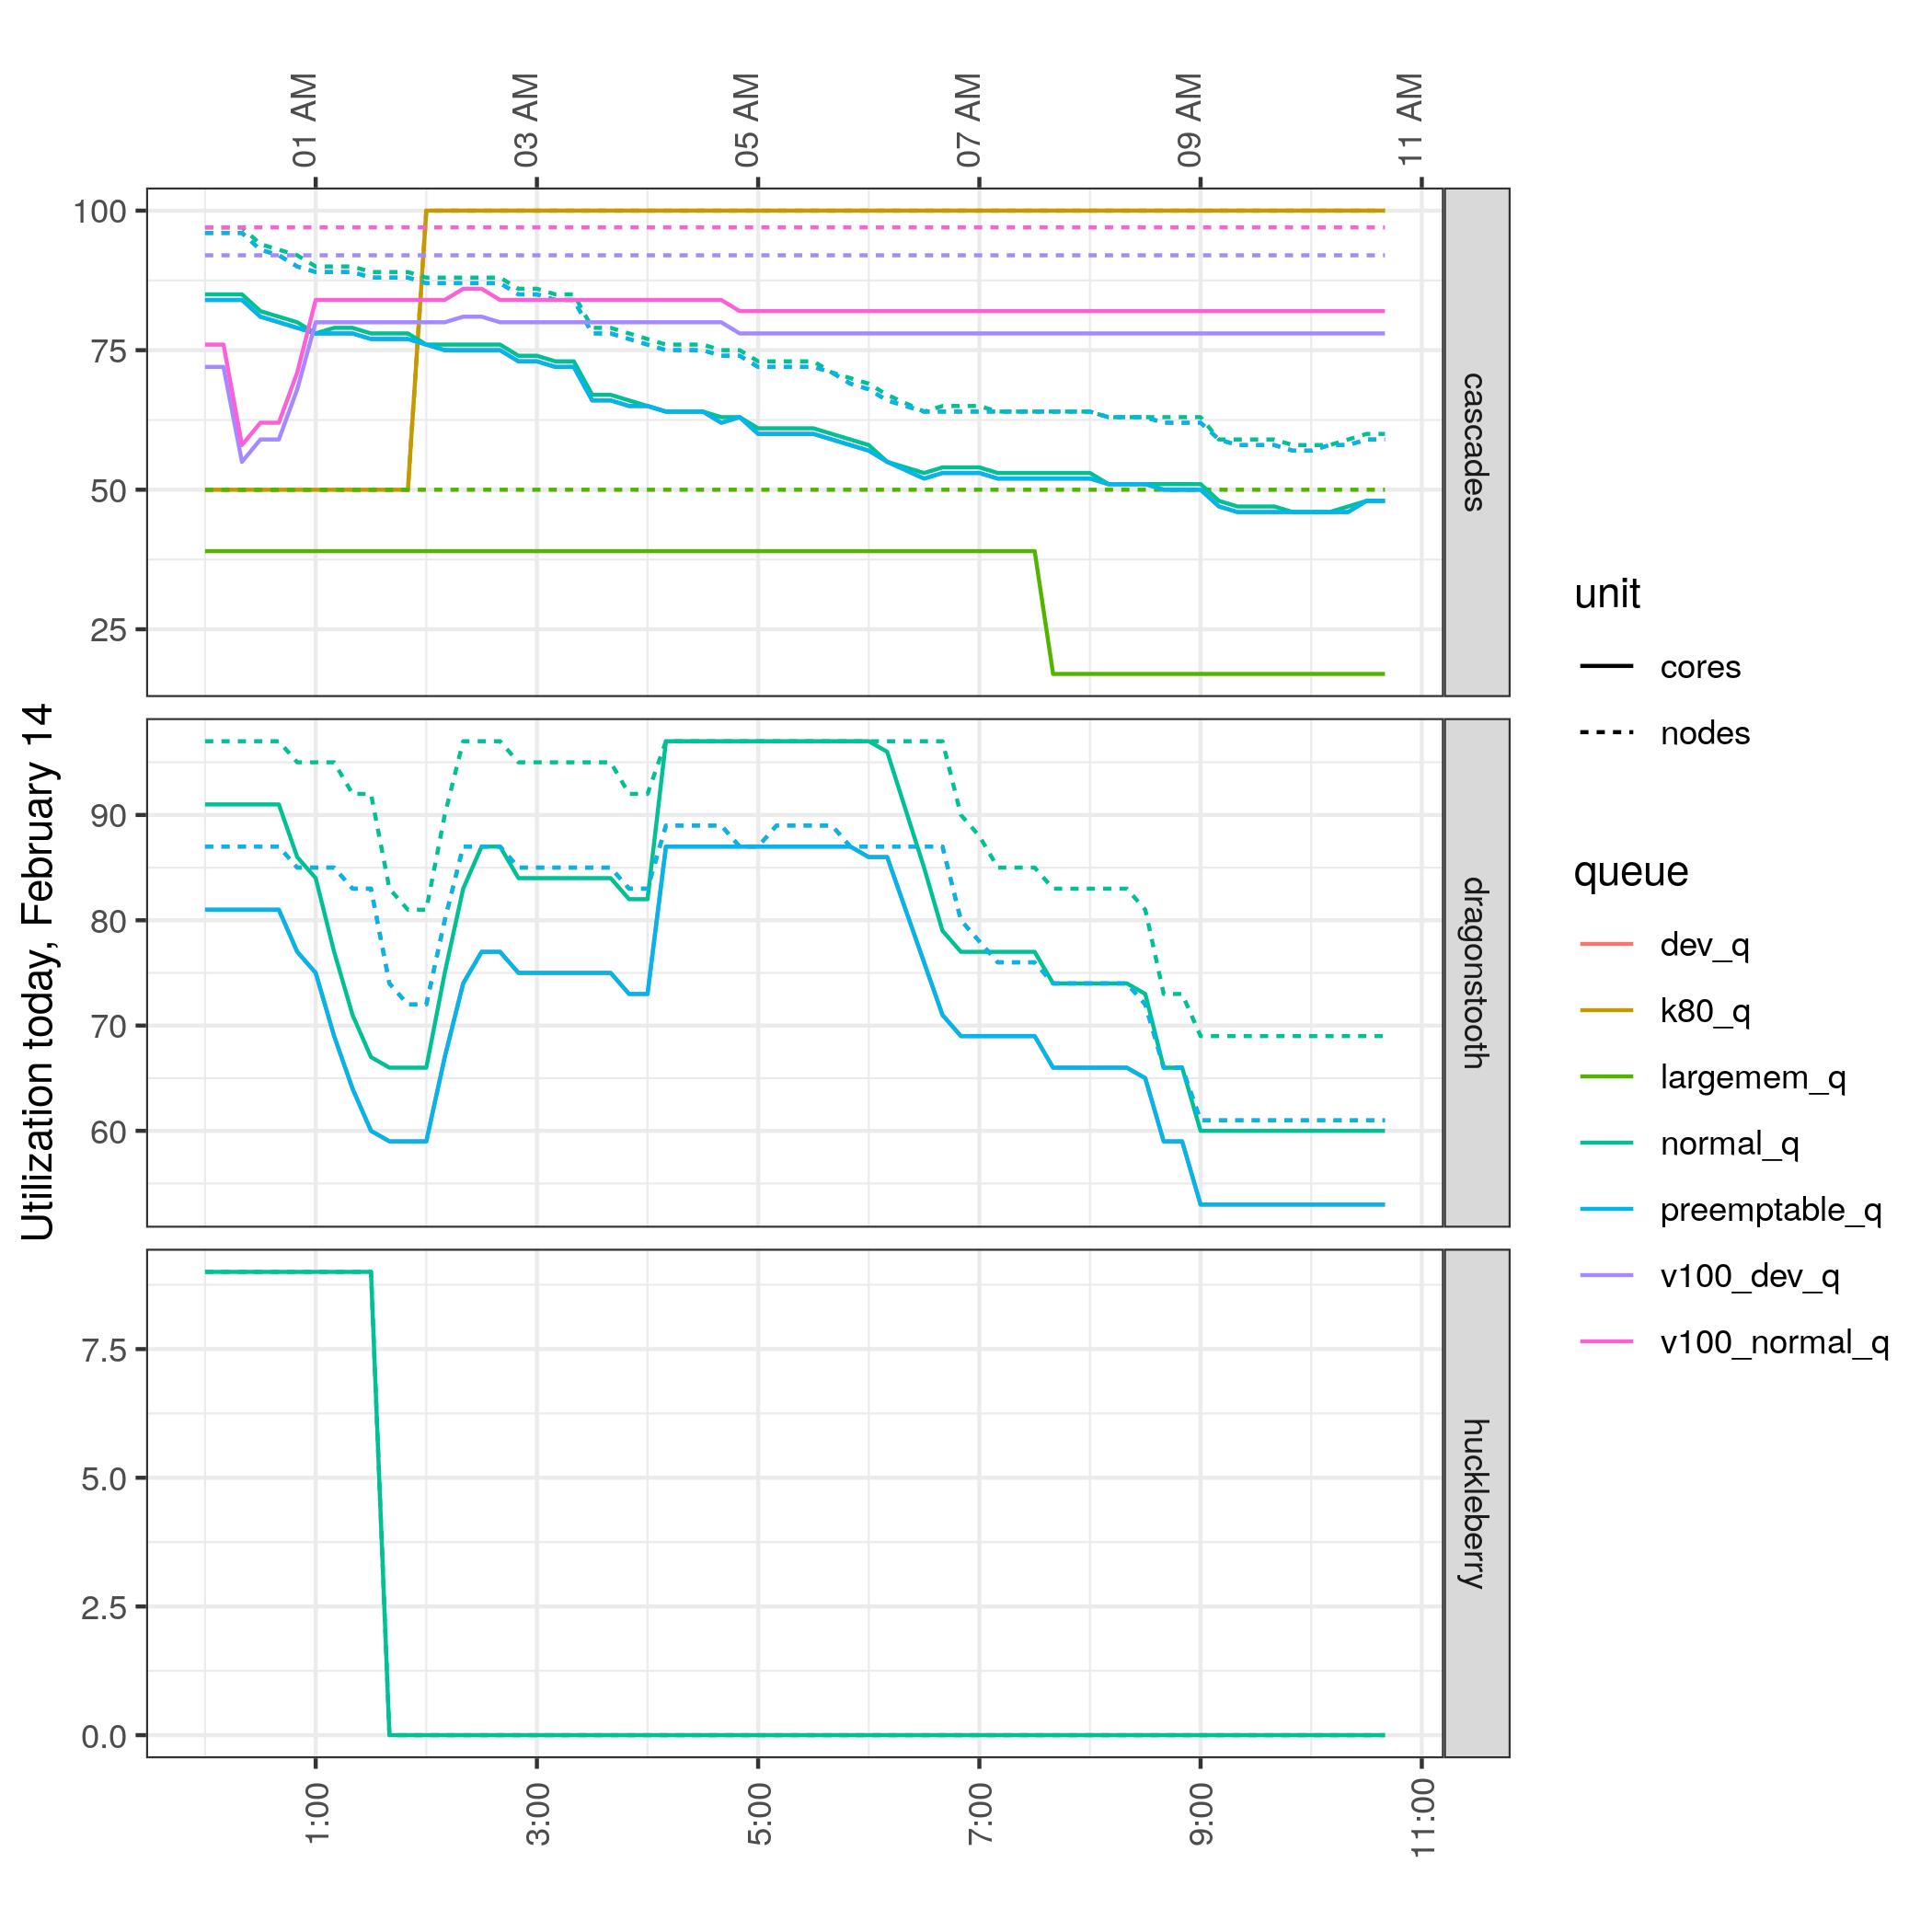 01 AM
03 AM
05 AM
07 AM
09 AM
11 AM
Utilization today, February 14
100
75
50
25
cascades
90
80
70
60
dragonstooth
7.5
5.0
2.5
0.0
huckleberry
1:00
3:00
5:00
7:00
9:00
11:00
unit
cores
nodes
queue
dev_q
k80_q
largemem_q
normal_q
preemptable_q
v100_dev_q
v100_normal_q